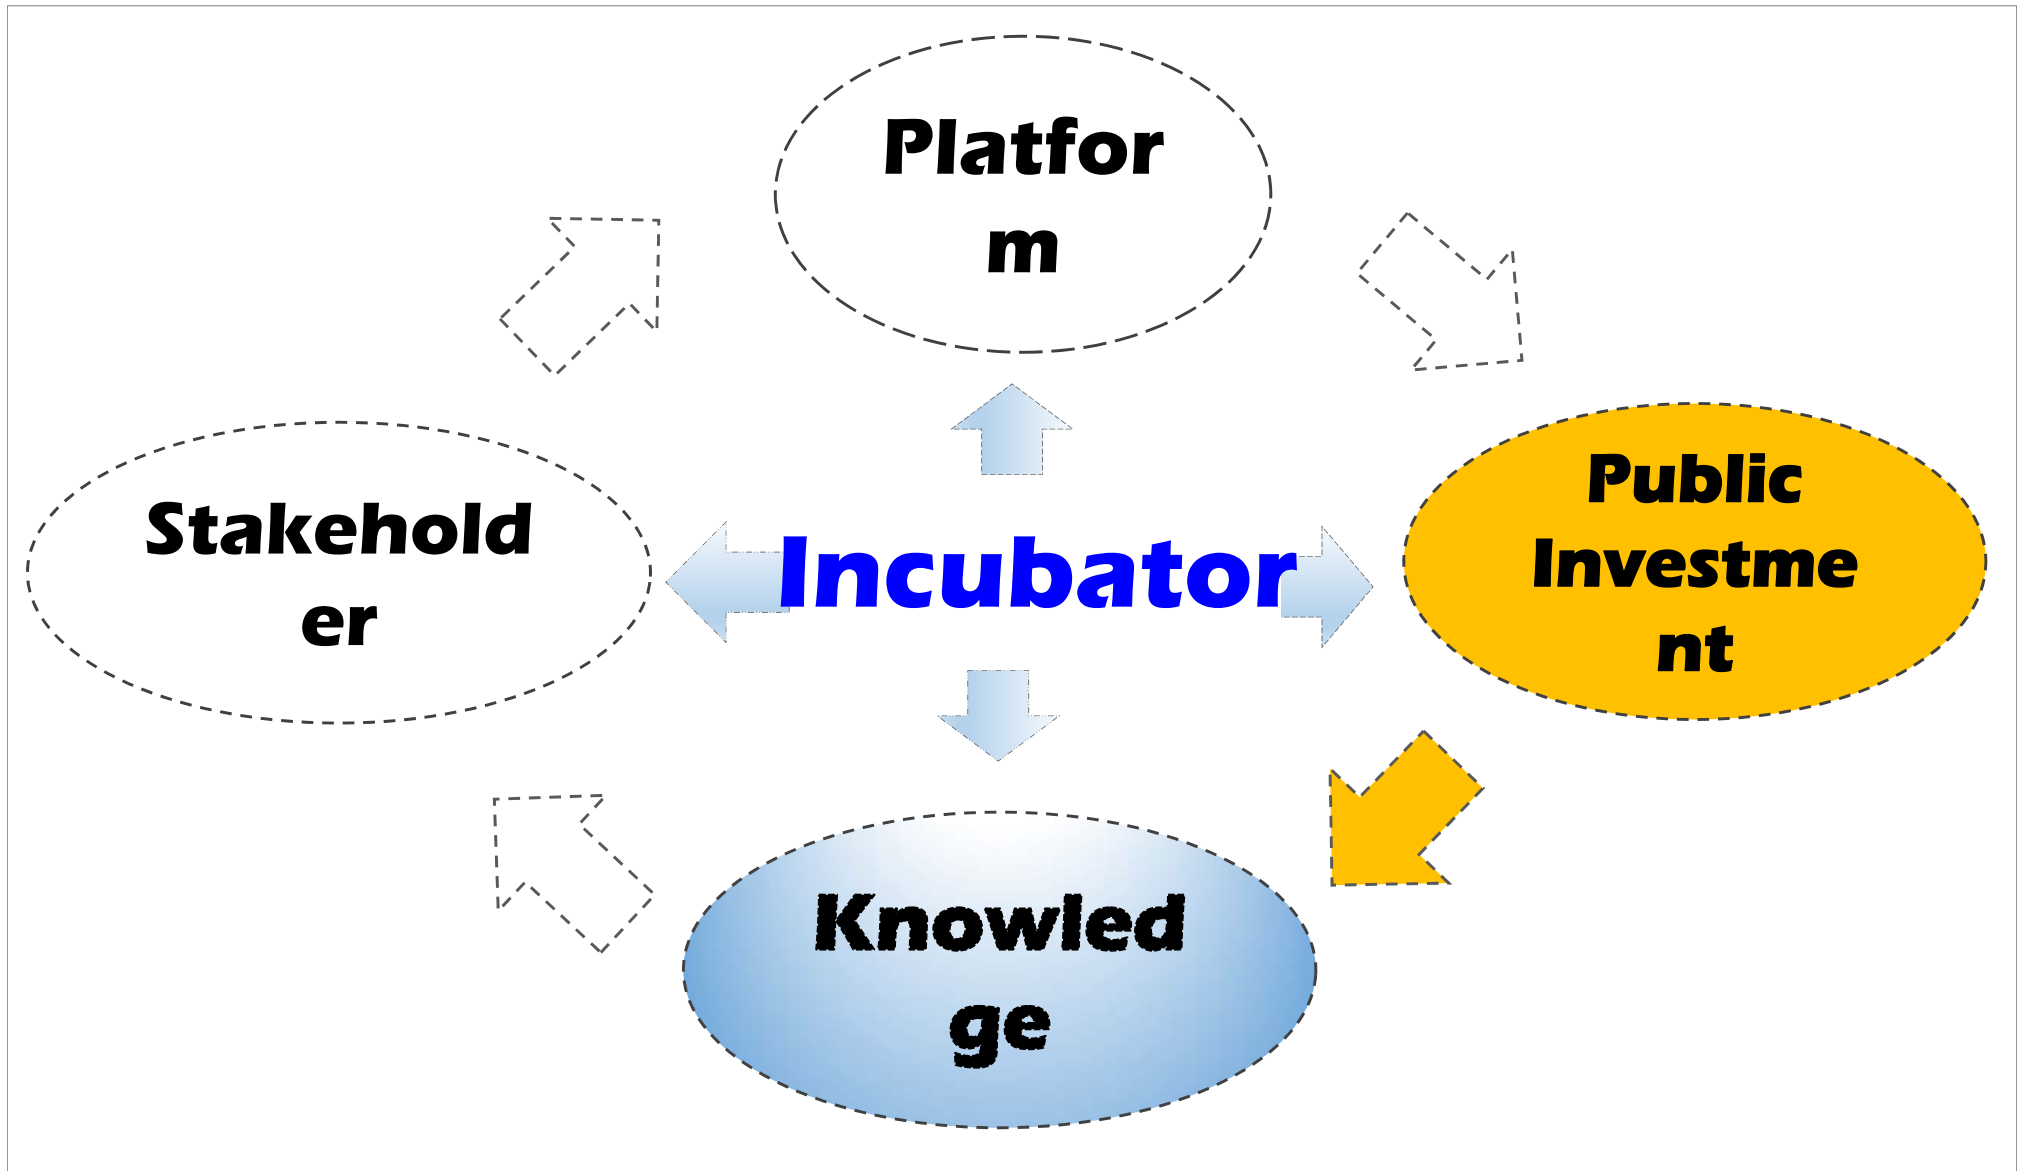 Platfor
m
Stakehold
er
Incubator
Public
Investme
nt
Knowled
ge